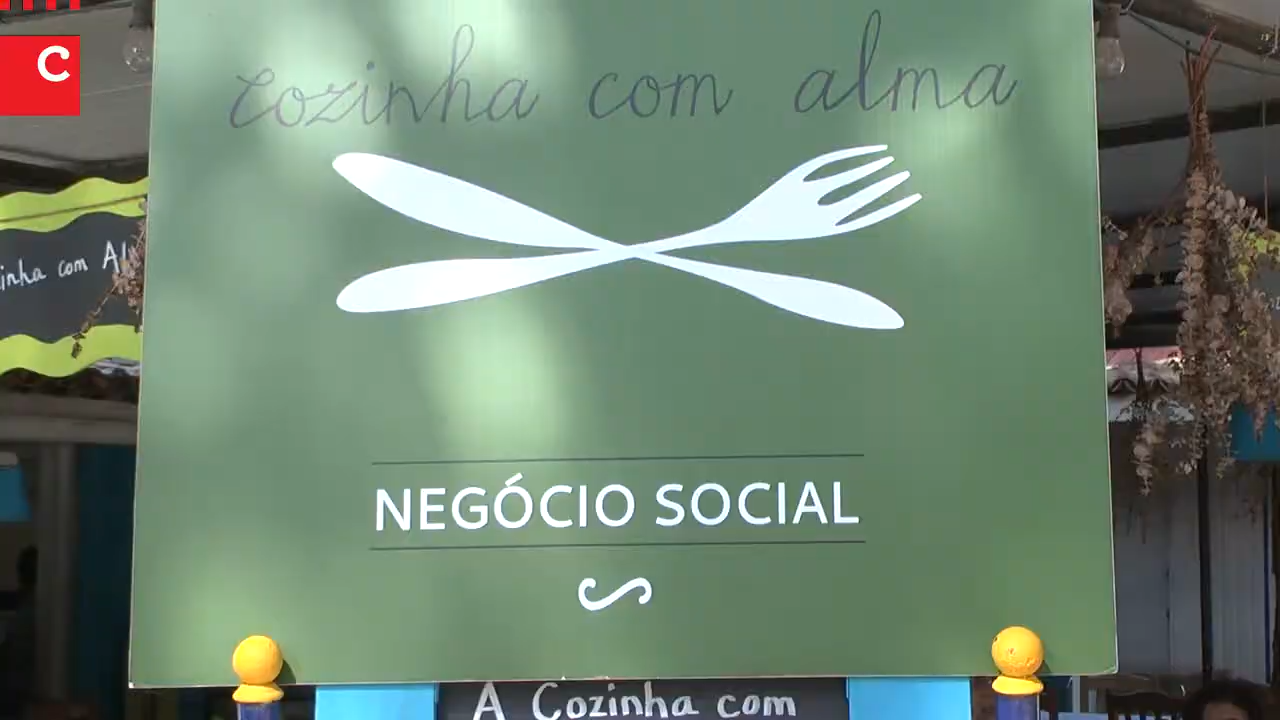 C
cozinha com alma
inha com Al
NEGÓCIO SOCIAL
A Cozinha com